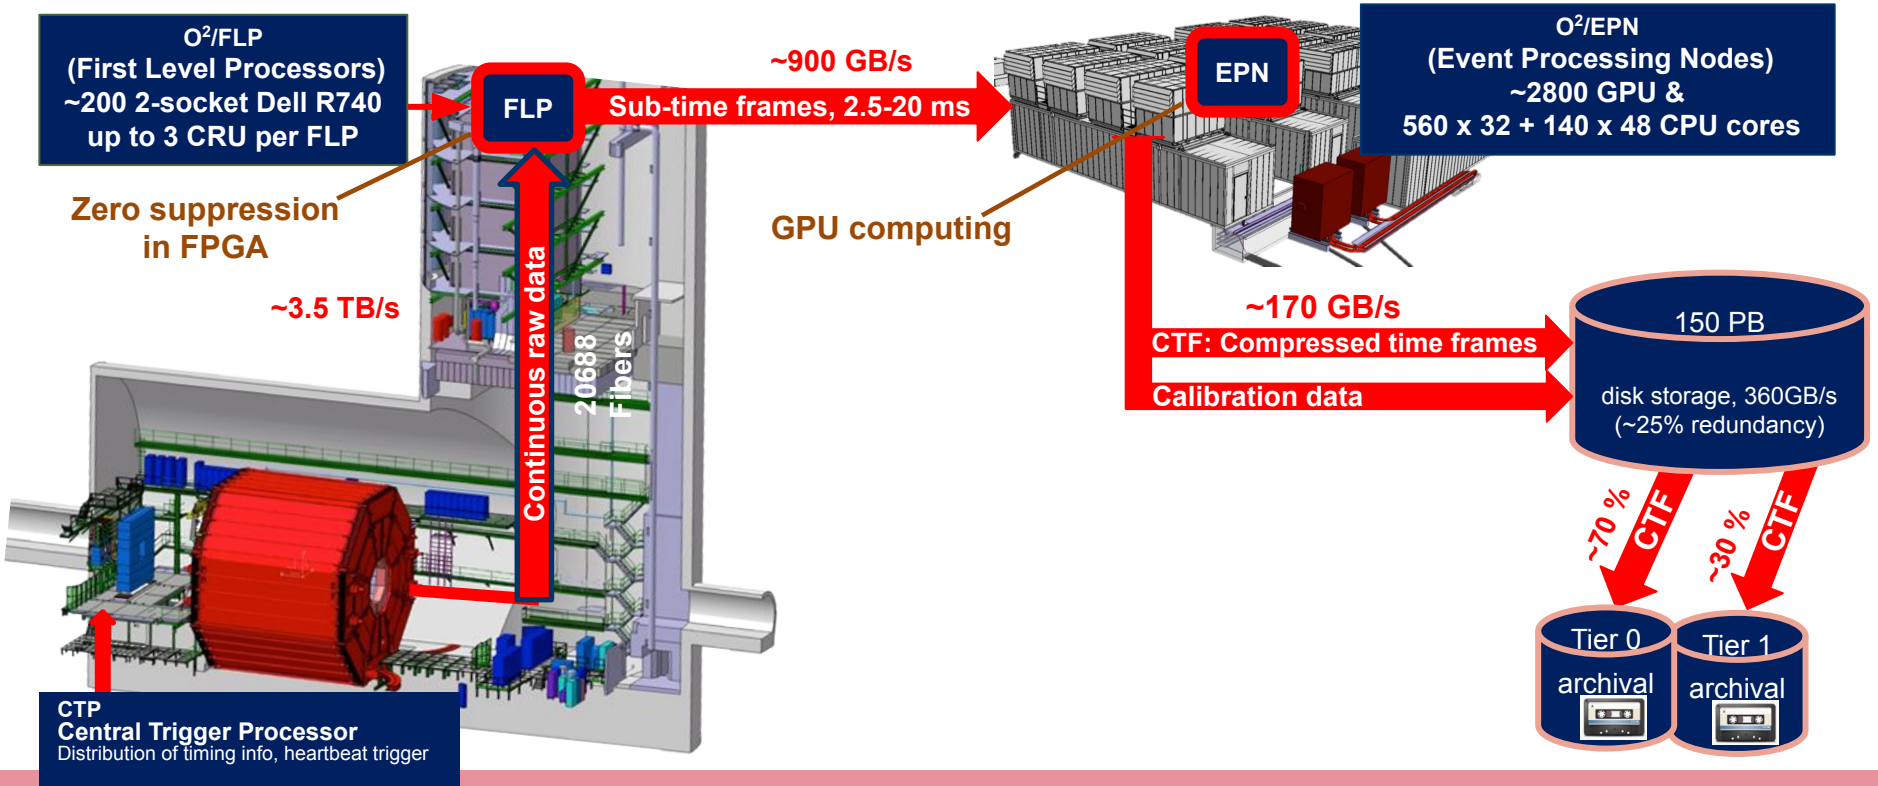 O²/FLP
(First Level Processors)
~200 2-socket Dell R740
up to 3 CRU per FLP
FLP
~900 GB/s
Sub-time frames, 2.5-20 ms
EPN
O²/EPN
(Event Processing Nodes)
~2800 GPU &
560 x 32 + 140 x 48 CPU cores
Zero suppression
in FPGA
GPU computing
~3.5 TB/s
Continuous raw data
20688
Fibers
~170 GB/s
CTF: Compressed time frames
Calibration data
150 PB
disk storage, 360GB/s
(~25% redundancy)
~70 %
CTF
~30 %
CTF
Tier 0
archival
Tier 1
archival
CTP
Central Trigger Processor
Distribution of timing info, heartbeat trigger